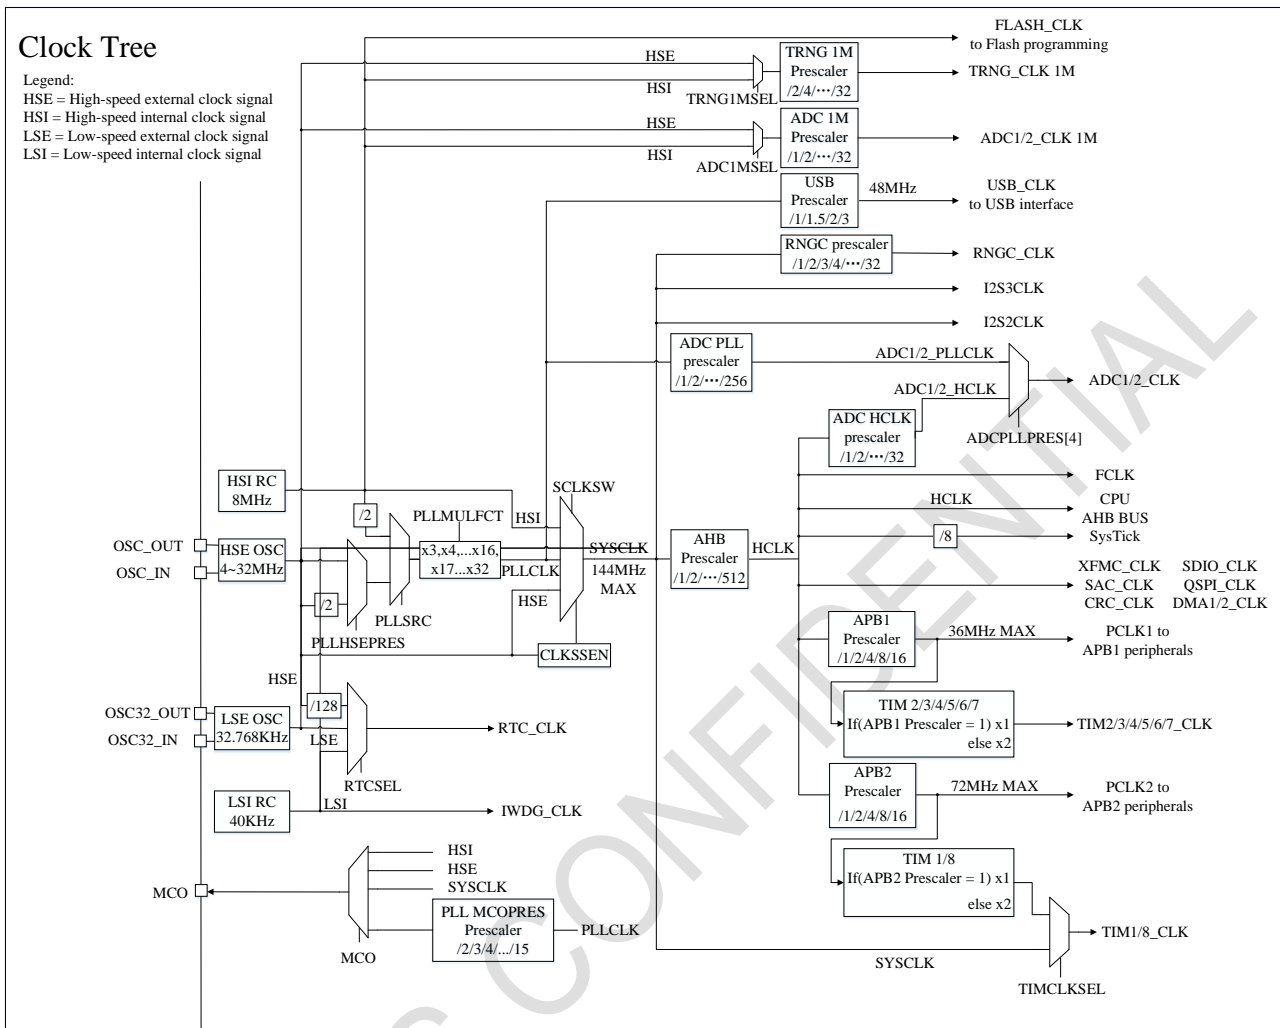 Clock Tree
Legend:
HSE = High-speed external clock signal
HSI = High-speed internal clock signal
LSE = Low-speed external clock signal
LSI = Low-speed internal clock signal
FLASH_CLK
to Flash programming
HSE
HSI
TRNG1MSEL
TRNG 1M
Prescaler
/2/4/···/32
TRNG_CLK 1M
HSE
HSI
ADC1MSEL
ADC 1M
Prescaler
/1/2/···/32
ADC1/2_CLK 1M
USB
Prescaler
/1/1.5/2/3
48MHz
USB_CLK
to USB interface
RNGC prescaler
/1/2/3/4/···/32
RNGC_CLK
I2S3CLK
I2S2CLK
ADC PLL
prescaler
/1/2/···/256
ADC1/2_PLLCLK
ADC1/2_HCLK
ADC1/2_CLK
ADCPLLPRES[4]
ADC HCLK
prescaler
/1/2/···/32
HSI RC
8MHz
/2
PLLMULFCT
SCLKSW
HSI
FCLK
HCLK
CPU
AHB BUS
/8
SysTick
OSC_OUT
OSC_IN
HSE OSC
4~32MHz
/2
x3,x4,...x16,
x17...x32
PLLCLK
HSE
SYSCLK
144MHz
MAX
AHB
Prescaler
/1/2/···/512
HCLK
PLLSRC
PLLHSEPRES
CLKSSEN
XFMC_CLK SDIO_CLK
SAC_CLK QSPI_CLK
CRC_CLK DMA1/2_CLK
APB1
Prescaler
/1/2/4/8/16
36MHz MAX
PCLK1 to
APB1 peripherals
HSE
/128
OSC32_OUT
OSC32_IN
LSE OSC
32.768KHz
LSE
RTC_CLK
RTCSEL
TIM 2/3/4/5/6/7
If(APB1 Prescaler = 1) x1
else x2
TIM2/3/4/5/6/7_CLK
LSI RC
40KHz
LSI
IWDG_CLK
APB2
Prescaler
/1/2/4/8/16
72MHz MAX
PCLK2 to
APB2 peripherals
MCO
HSI
HSE
SYSCLK
PLL MCOPRES
Prescaler
/2/3/4/.../15
PLLCLK
MCO
TIM 1/8
If(APB2 Prescaler = 1) x1
else x2
SYSCLK
TIM1/8_CLK
TIMCLKSEL
CONFIDENTIAL